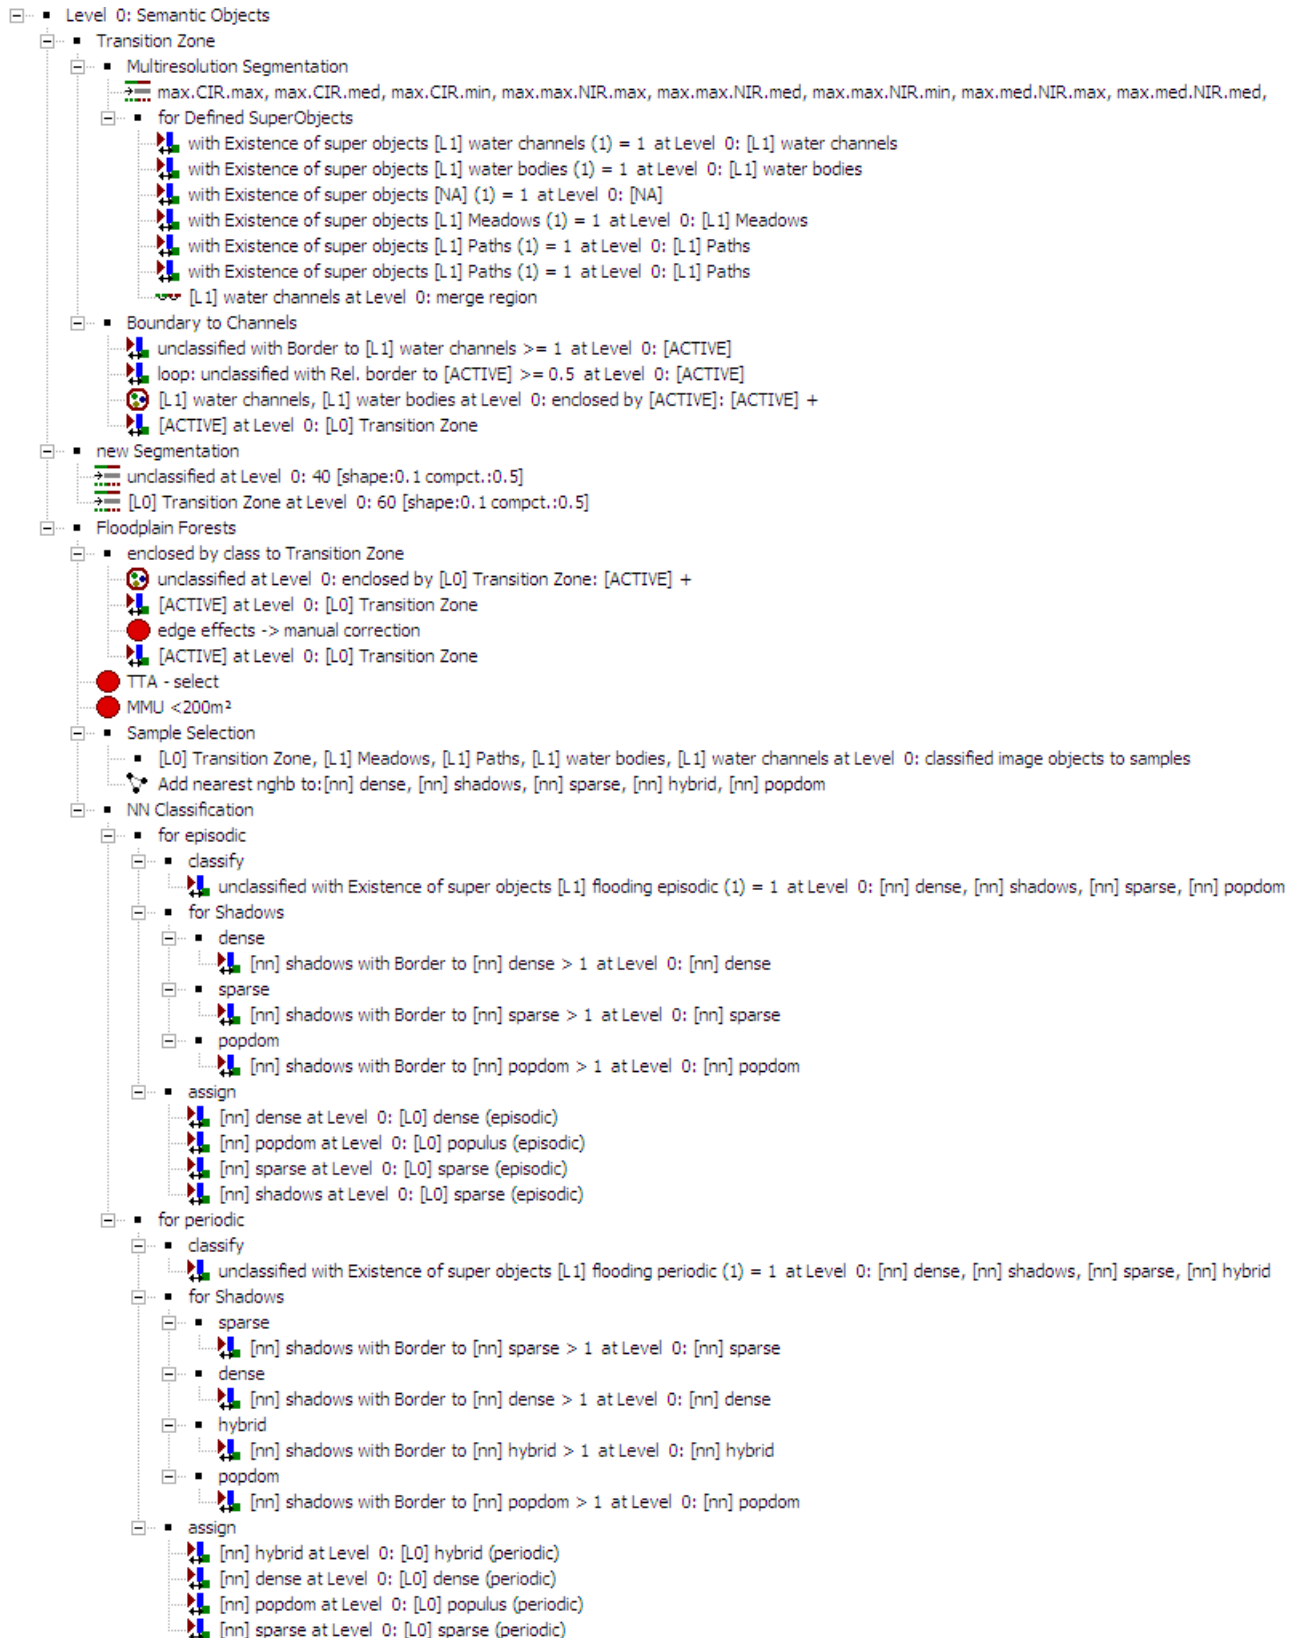 Level 0: Semantic Objects
Transition Zone
Multiresolution Segmentation
max.CIR.max, max.CIR.med, max.CIR.min, max.max.NIR.max, max.max.NIR.med, max.max.NIR.min, max.med.NIR.max, max.med.NIR.med,
for Defined SuperObjects
with Existence of super objects [L1] water channels (1) = 1 at Level 0: [L1] water channels
with Existence of super objects [L1] water bodies (1) = 1 at Level 0: [L1] water bodies
with Existence of super objects [NA] (1) = 1 at Level 0: [NA]
with Existence of super objects [L1] Meadows (1) = 1 at Level 0: [L1] Meadows
with Existence of super objects [L1] Paths (1) = 1 at Level 0: [L1] Paths
with Existence of super objects [L1] Paths (1) = 1 at Level 0: [L1] Paths
[L1] water channels at Level 0: merge region
Boundary to Channels
unclassified with Border to [L1] water channels >= 1 at Level 0: [ACTIVE]
loop: unclassified with Rel. border to [ACTIVE] >= 0.5 at Level 0: [ACTIVE]
[L1] water channels, [L1] water bodies at Level 0: enclosed by [ACTIVE]: [ACTIVE] +
[ACTIVE] at Level 0: [L0] Transition Zone
new Segmentation
unclassified at Level 0: 40 [shape:0.1 compct.:0.5]
[L0] Transition Zone at Level 0: 60 [shape:0.1 compct.:0.5]
Floodplain Forests
enclosed by class to Transition Zone
unclassified at Level 0: enclosed by [L0] Transition Zone: [ACTIVE] +
[ACTIVE] at Level 0: [L0] Transition Zone
edge effects -> manual correction
[ACTIVE] at Level 0: [L0] Transition Zone
TTA - select
MMU <200m²
Sample Selection
[L0] Transition Zone, [L1] Meadows, [L1] Paths, [L1] water bodies, [L1] water channels at Level 0: classified image objects to samples
Add nearest nghb to:[nn] dense, [nn] shadows, [nn] sparse, [nn] hybrid, [nn] popdom
NN Classification
for episodic
classify
unclassified with Existence of super objects [L1] flooding episodic (1) = 1 at Level 0: [nn] dense, [nn] shadows, [nn] sparse, [nn] popdom
for Shadows
dense
[nn] shadows with Border to [nn] dense > 1 at Level 0: [nn] dense
sparse
[nn] shadows with Border to [nn] sparse > 1 at Level 0: [nn] sparse
popdom
[nn] shadows with Border to [nn] popdom > 1 at Level 0: [nn] popdom
assign
[nn] dense at Level 0: [L0] dense (episodic)
[nn] popdom at Level 0: [L0] populus (episodic)
[nn] sparse at Level 0: [L0] sparse (episodic)
[nn] shadows at Level 0: [L0] sparse (episodic)
for periodic
classify
unclassified with Existence of super objects [L1] flooding periodic (1) = 1 at Level 0: [nn] dense, [nn] shadows, [nn] sparse, [nn] hybrid
for Shadows
sparse
[nn] shadows with Border to [nn] sparse > 1 at Level 0: [nn] sparse
dense
[nn] shadows with Border to [nn] dense > 1 at Level 0: [nn] dense
hybrid
[nn] shadows with Border to [nn] hybrid > 1 at Level 0: [nn] hybrid
popdom
[nn] shadows with Border to [nn] popdom > 1 at Level 0: [nn] popdom
assign
[nn] hybrid at Level 0: [L0] hybrid (periodic)
[nn] dense at Level 0: [L0] dense (periodic)
[nn] popdom at Level 0: [L0] populus (periodic)
[nn] sparse at Level 0: [L0] sparse (periodic)